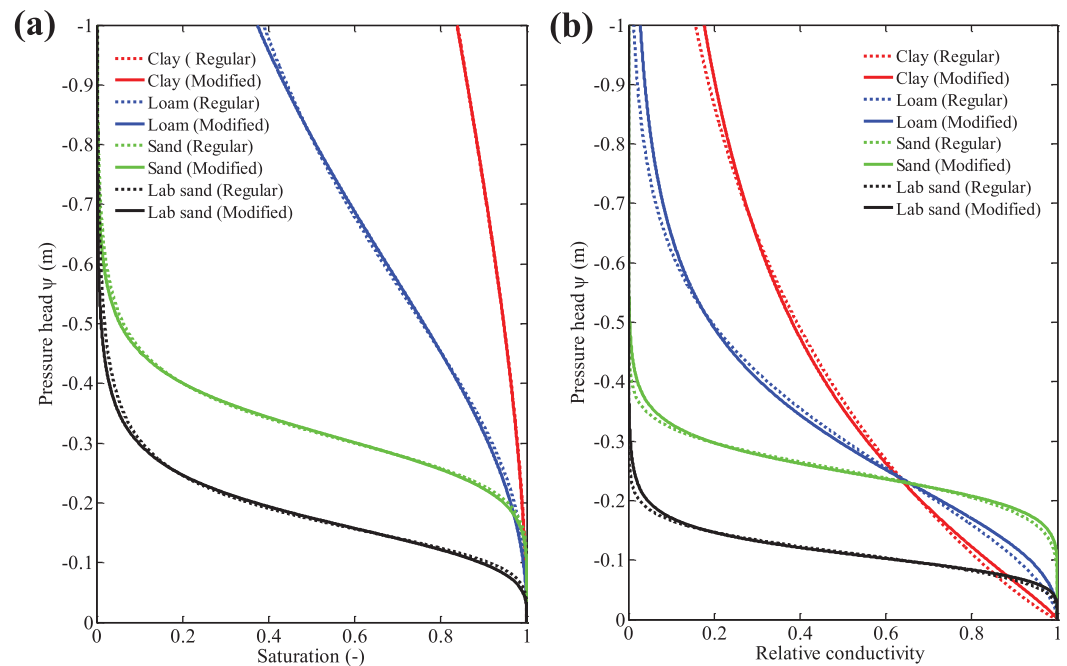 (a)
-1
-0.9
-0.8
-0.7
-0.6
-0.5
-0.4
-0.3
-0.2
-0.1
0
Pressure head ψ (m)
Clay ( Regular)
Clay (Modified)
Loam (Regular)
Loam (Modified)
Sand (Regular)
Sand (Modified)
Lab sand (Regular)
Lab sand (Modified)
0 0.2 0.4 0.6 0.8 1
Saturation (-)
(b)
-1
-0.9
-0.8
-0.7
-0.6
-0.5
-0.4
-0.3
-0.2
-0.1
0
Pressure head ψ (m)
Clay (Regular)
Clay (Modified)
Loam (Regular)
Loam (Modified)
Sand (Regular)
Sand (Modified)
Lab sand (Regular)
Lab sand (Modified)
0 0.2 0.4 0.6 0.8 1
Relative conductivity